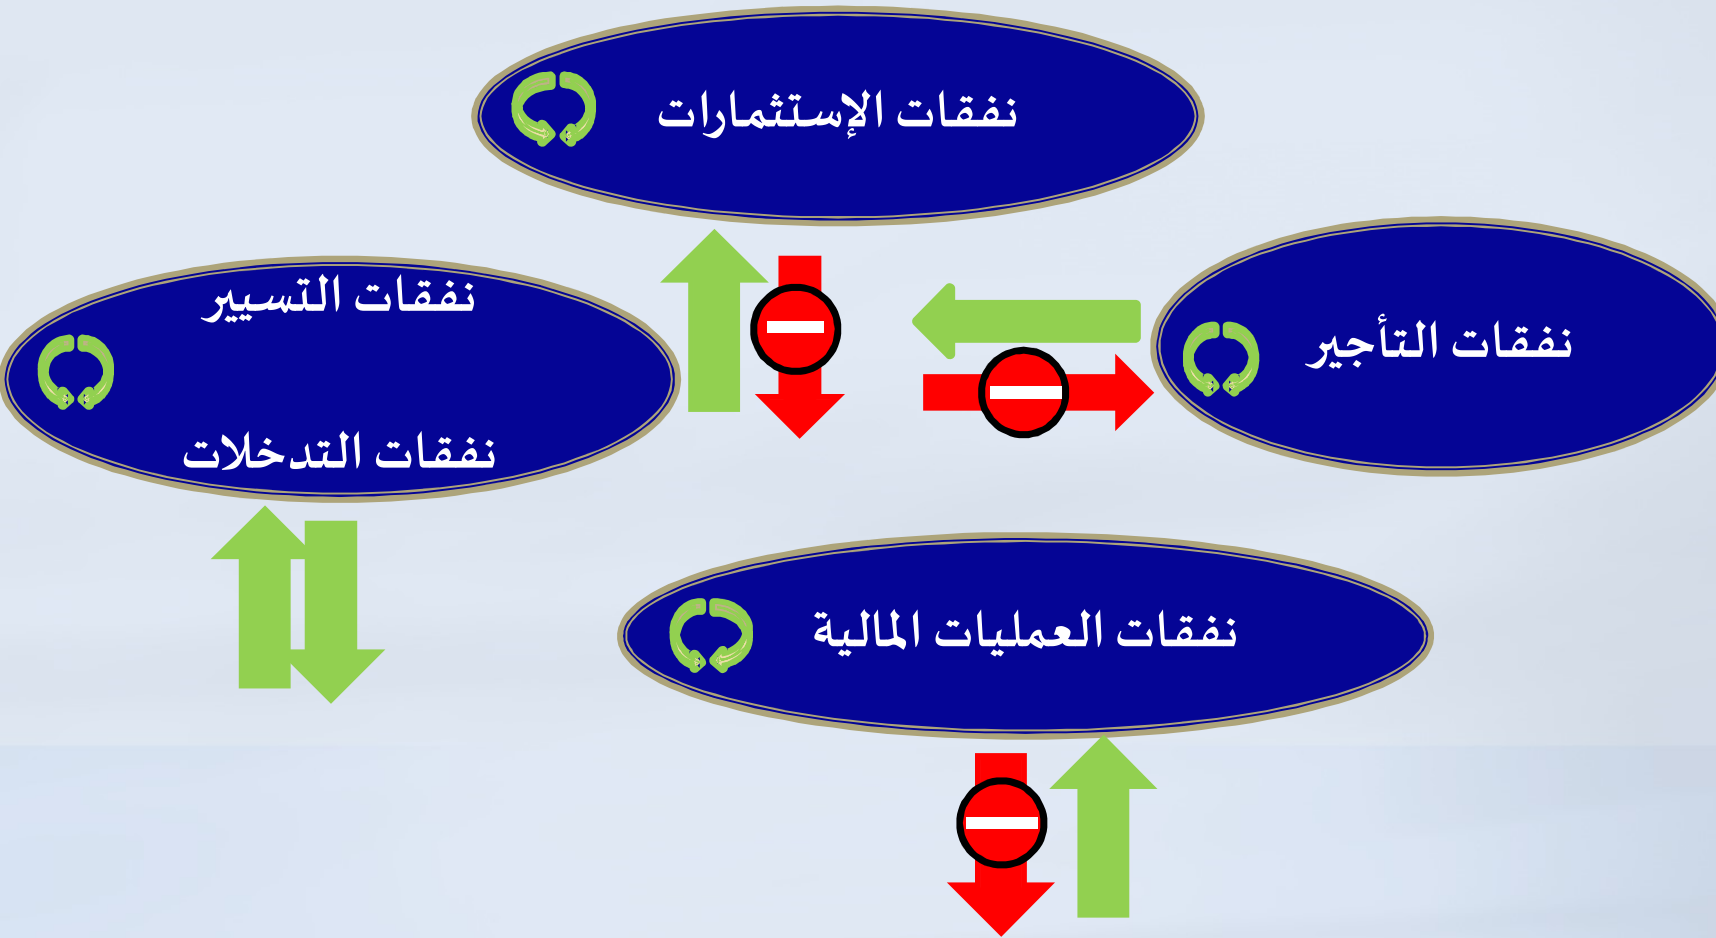 نفقات الإستثمارات
نفقات التأجير
نفقات التسيير
نفقات التدخلات
نفقات العمليات المالية